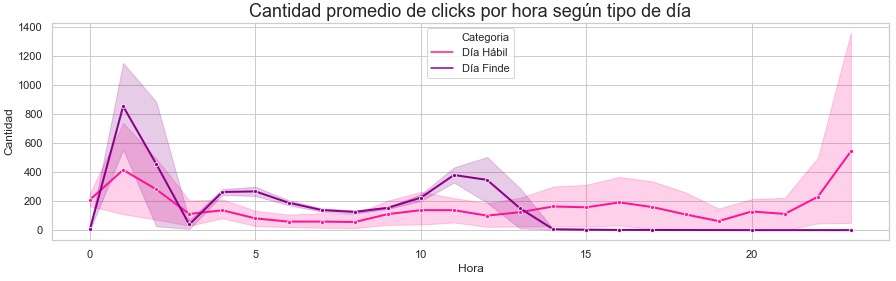 Cantidad promedio de clicks por hora según tipo de día
Categoria
Día Hábil
Día Finde
Cantidad
1400
1200
1000
800
600
400
200
0
0
5
10
15
20
Hora